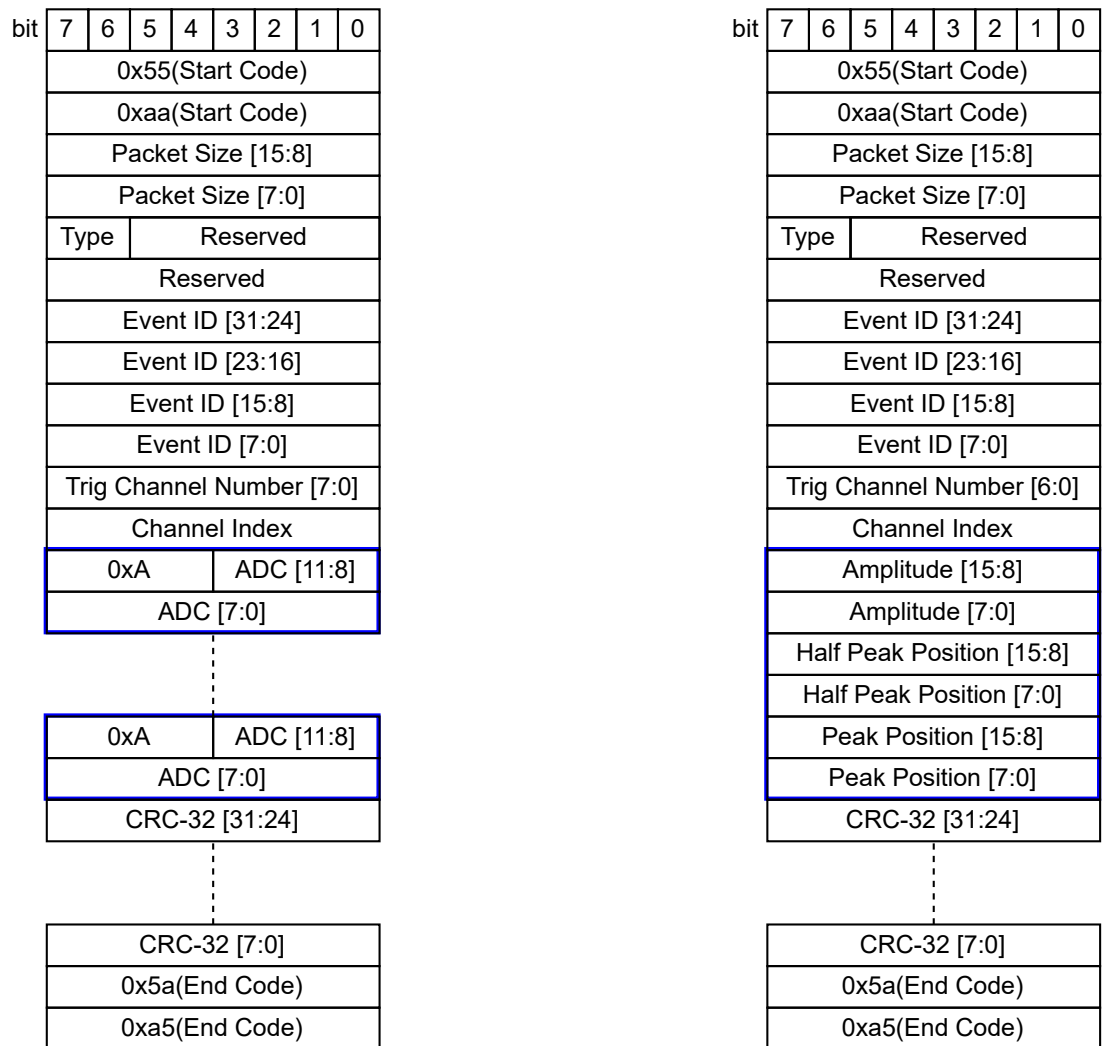 bit 7 6 5 4 3 2 1 0
0x55(Start Code)
0xaa(Start Code)
Packet Size [15:8]
Packet Size [7:0]
Type Reserved
Reserved
Event ID [31:24]
Event ID [23:16]
Event ID [15:8]
Event ID [7:0]
Trig Channel Number [7:0]
Channel Index
0xA ADC [11:8]
ADC [7:0]
0xA ADC [11:8]
ADC [7:0]
CRC-32 [31:24]
CRC-32 [7:0]
0x5a(End Code)
0xa5(End Code)
bit 7 6 5 4 3 2 1 0
0x55(Start Code)
0xaa(Start Code)
Packet Size [15:8]
Packet Size [7:0]
Type Reserved
Reserved
Event ID [31:24]
Event ID [23:16]
Event ID [15:8]
Event ID [7:0]
Trig Channel Number [6:0]
Channel Index
Amplitude [15:8]
Amplitude [7:0]
Half Peak Position [15:8]
Half Peak Position [7:0]
Peak Position [15:8]
Peak Position [7:0]
CRC-32 [31:24]
CRC-32 [7:0]
0x5a(End Code)
0xa5(End Code)